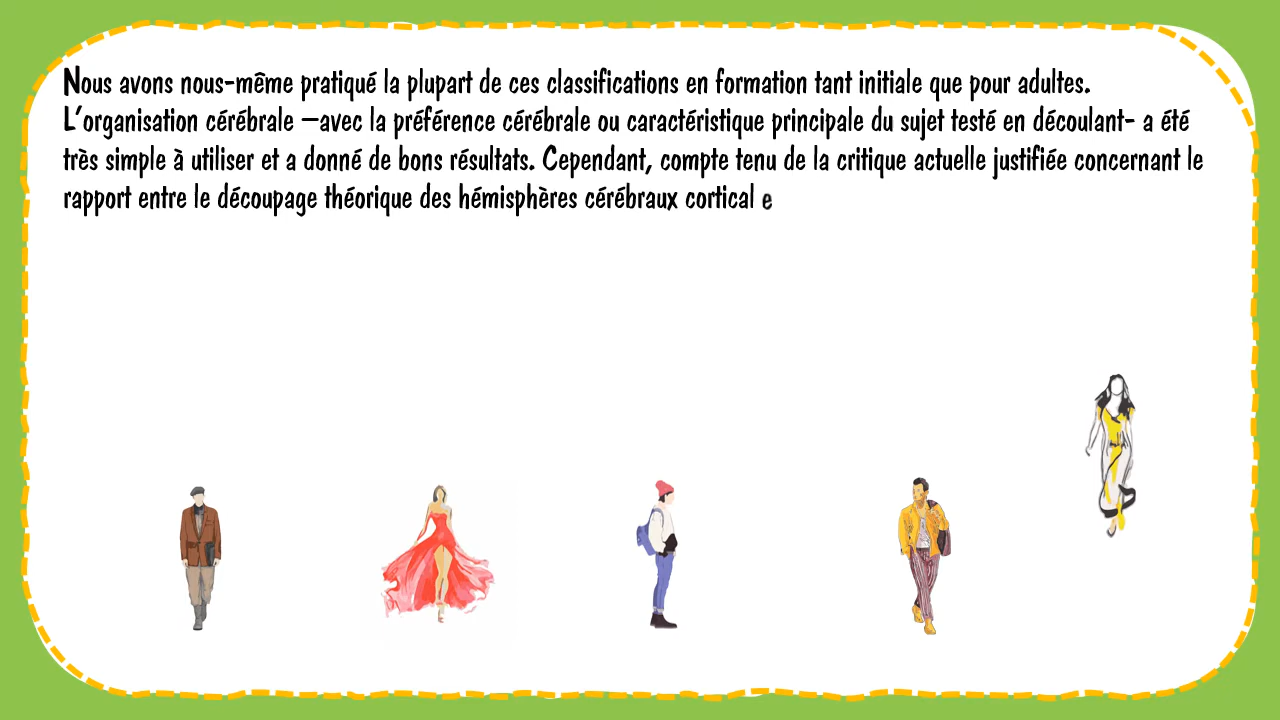 Nous avons nous-même pratiqué la plupart de ces classifications en formation tant initiale que pour adultes.
L'organisation cérébrale –avec la préférence cérébrale ou caractéristique principale du sujet testé en découlant- a été
très simple à utiliser et a donné de bons résultats. Cependant, compte tenu de la critique actuelle justifiée concernant le
rapport entre le découpage théorique des hémisphères cérébraux cortical e